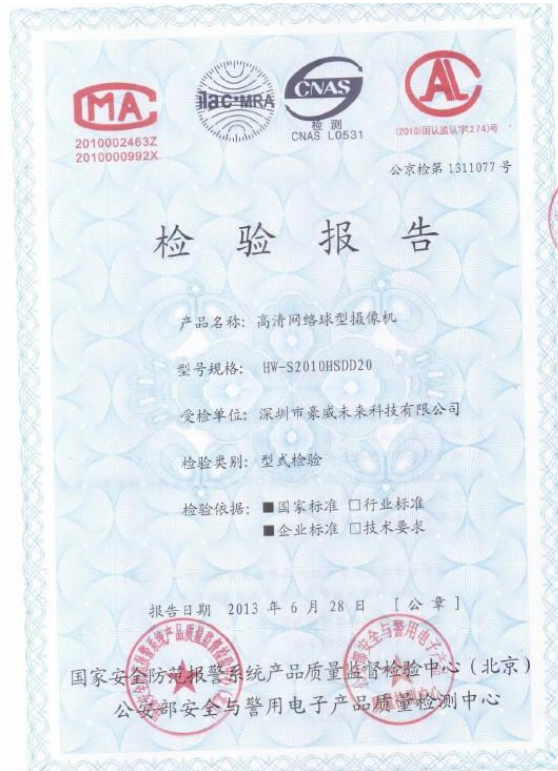 MA
ilac-MRA
CNAS
检 测
CNAS L0531
AL
2010002463Z
2010000992X
(2010)国认监认字(274)号
公京检第 1311077 号
检 验 报 告
产品名称: 高清网络球型摄像机
型号规格: HW-S2010HSDD20
受检单位: 深圳市豪威未来科技有限公司
检验类别: 型式检验
检验依据: ■国家标准 □行业标准
■企业标准 □技术要求
报告日期 2013 年 6 月 28 日 [公 章]
国家安全防范报警系统产品质量监督检验中心(北京)
公安部安全与警用电子产品质量检测中心